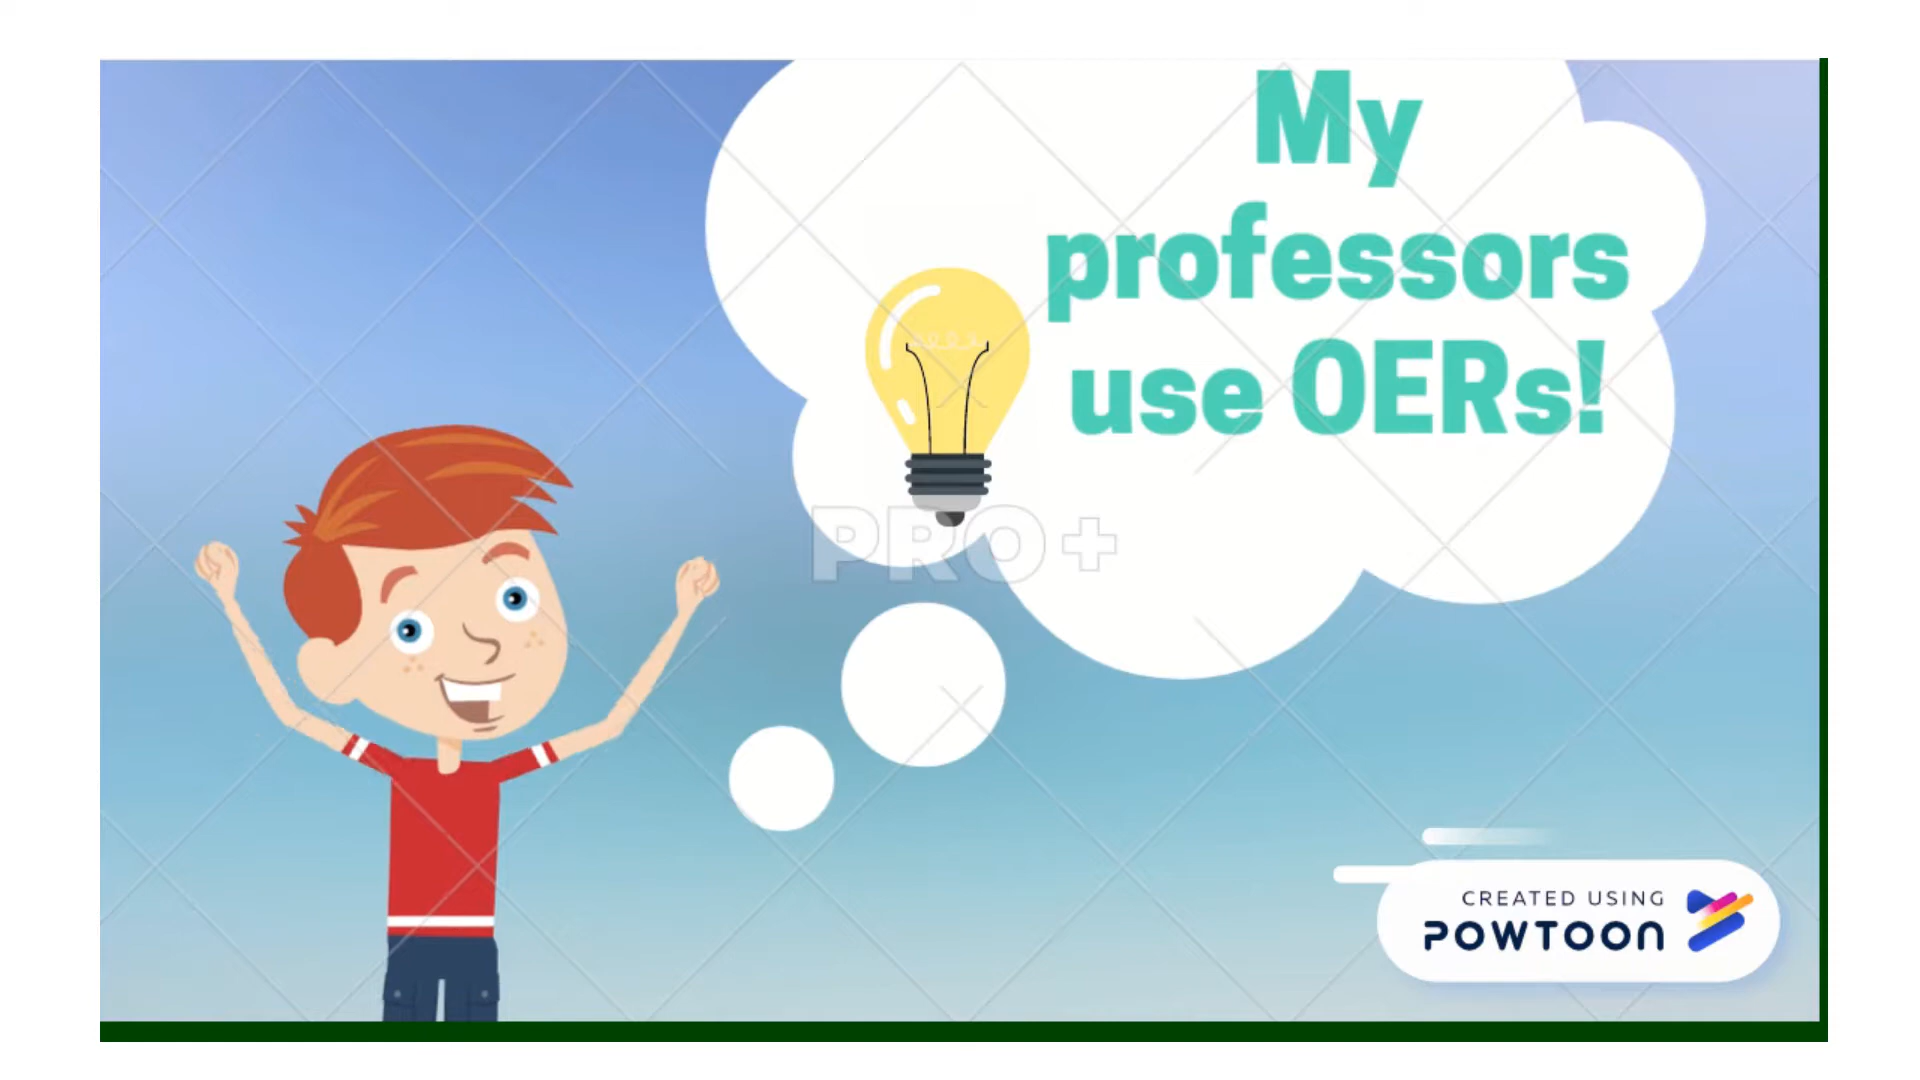 My
professors
use OERs!
PRO+
CREATED USING
POWTOON